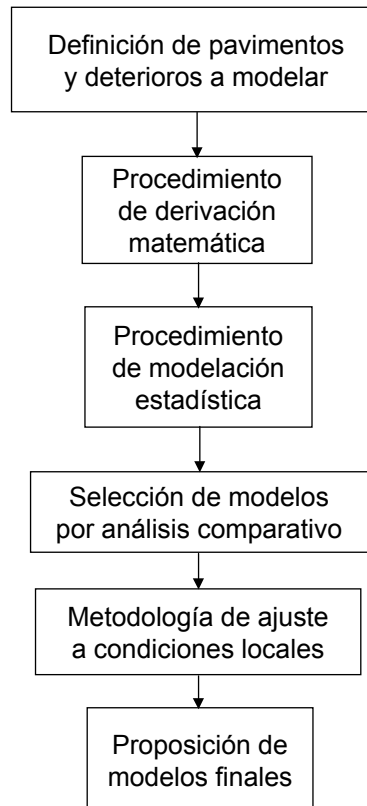 Definición de pavimentos
y deterioros a modelar
Procedimiento
de derivación
matemática
Procedimiento
de modelación
estadística
Selección de modelos
por análisis comparativo
Metodología de ajuste
a condiciones locales
Proposición de
modelos finales